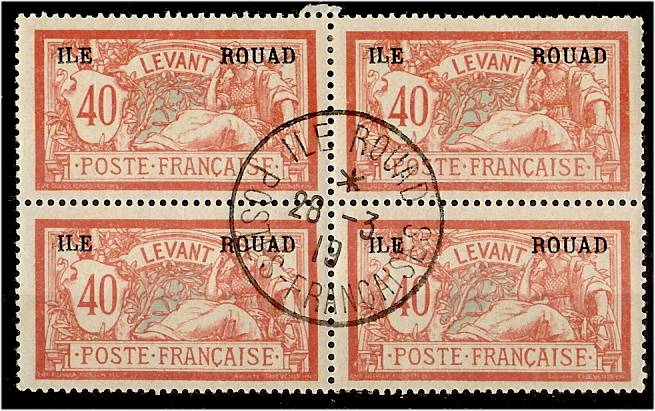 ILE ROUAD
LEVANT
40
POSTE·FRANÇAISE·
ILE ROUAD
LEVANT
40
POSTE·FRANÇAISE·
ILE ROUAD
LEVANT
40
·POSTE·FRANÇAISE·
ILE ROUAD
LEVANT
40
·POSTE·FRANÇAISE·
ILE ROUAD
*
28 -3
19
POSTES-FRANÇAISES